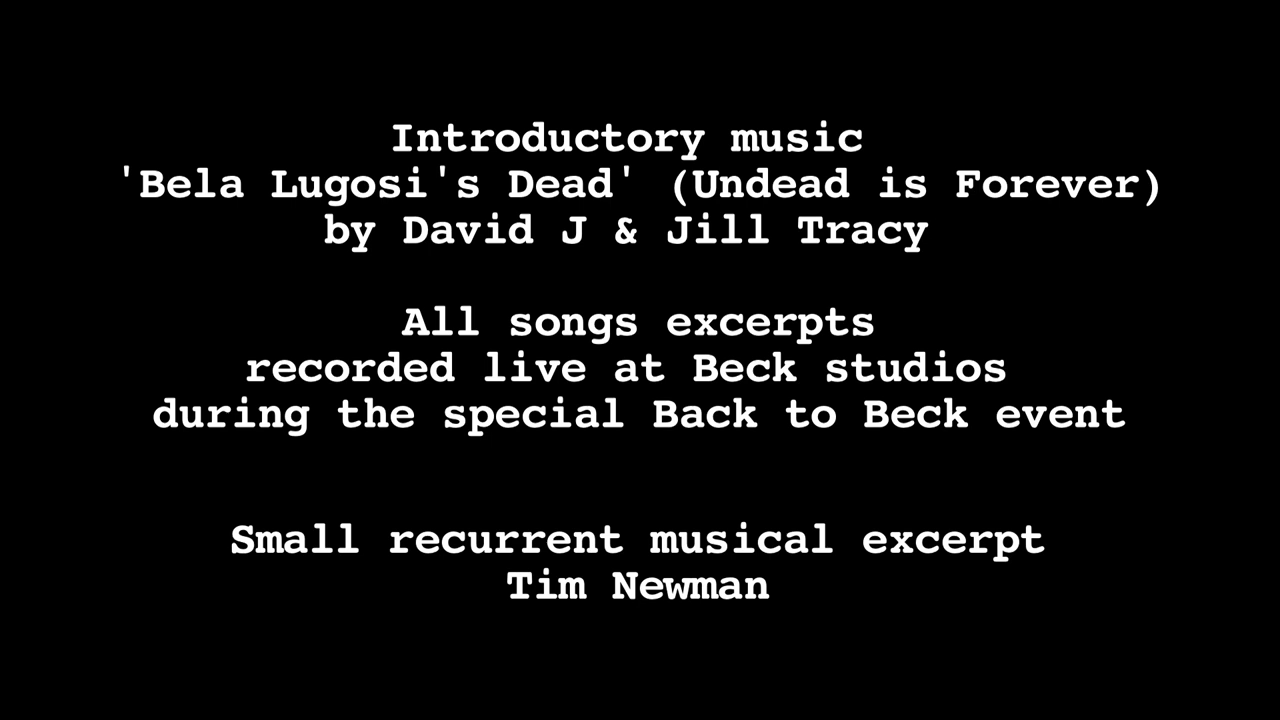 Introductory music
'Bela Lugosi's Dead' (Undead is Forever)
by David J & Jill Tracy
All songs excerpts
recorded live at Beck studios
during the special Back to Beck event
Small recurrent musical excerpt
Tim Newman